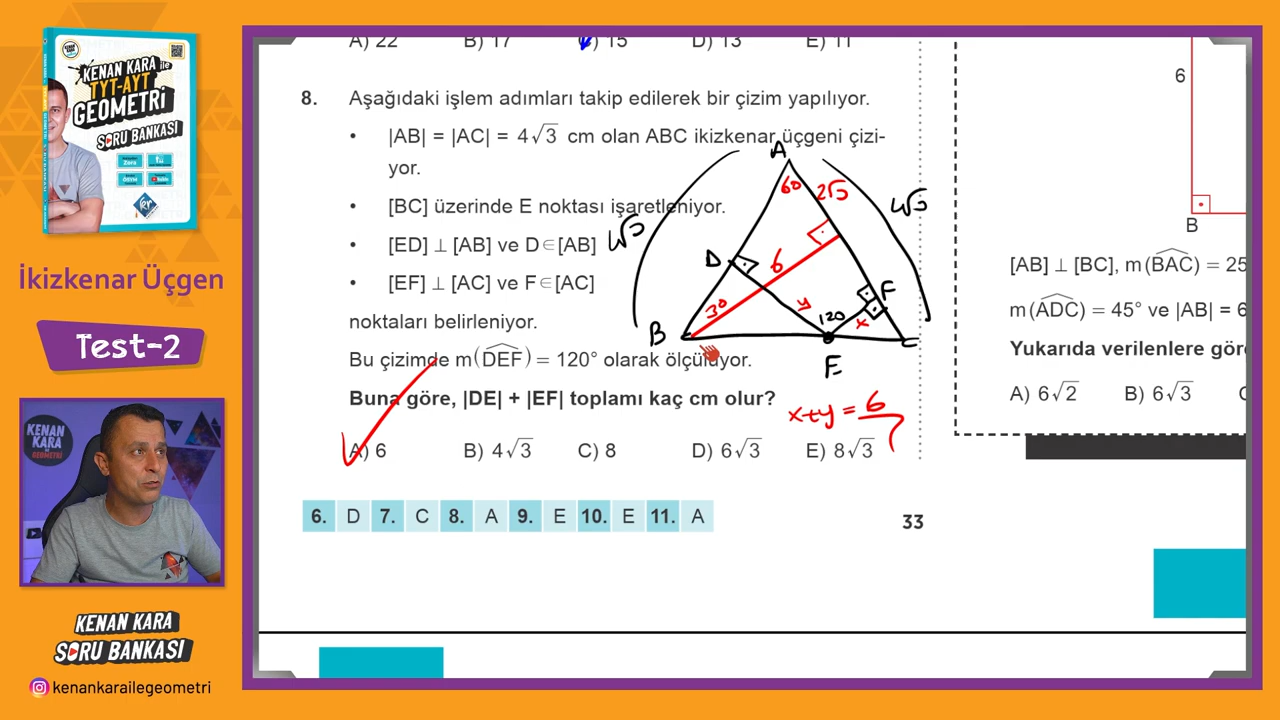 A) 22 B) 17 C) 15 D) 13 E) 11
8. Aşağıdaki işlem adımları takip edilerek bir çizim yapılıyor.
• |AB| = |AC| = 4√3 cm olan ABC ikizkenar üçgeni çizi-
yor.
• [BC] üzerinde E noktası işaretleniyor.
• [ED] ⊥ [AB] ve D ∈ [AB]
• [EF] ⊥ [AC] ve F ∈ [AC]
noktaları belirleniyor.
Bu çizimde m(DEF) = 120° olarak ölçülüyor.
Buna göre, |DE| + |EF| toplamı kaç cm olur?
A) 6 B) 4√3 C) 8 D) 6√3 E) 8√3
A
60
2√3
4√3
4√3
D
6
30
y
120
F
x
B
E
C
x+y = 6
6. D 7. C 8. A 9. E 10. E 11. A
33
6
B
[AB] ⊥ [BC], m(BAC) = 25
m(ADC) = 45° ve |AB| = 6
Yukarıda verilenlere gör
A) 6√2 B) 6√3
KENAN KARA ile
TYT-AYT
GEOMETRİ
SORU BANKASI
İkizkenar Üçgen
Test-2
KENAN KARA
KENAN KARA
SORU BANKASI
kenankarailegeometri